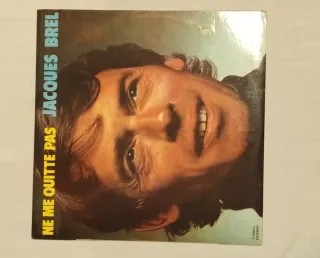 NE ME QUITTE PAS JACQUES BREL